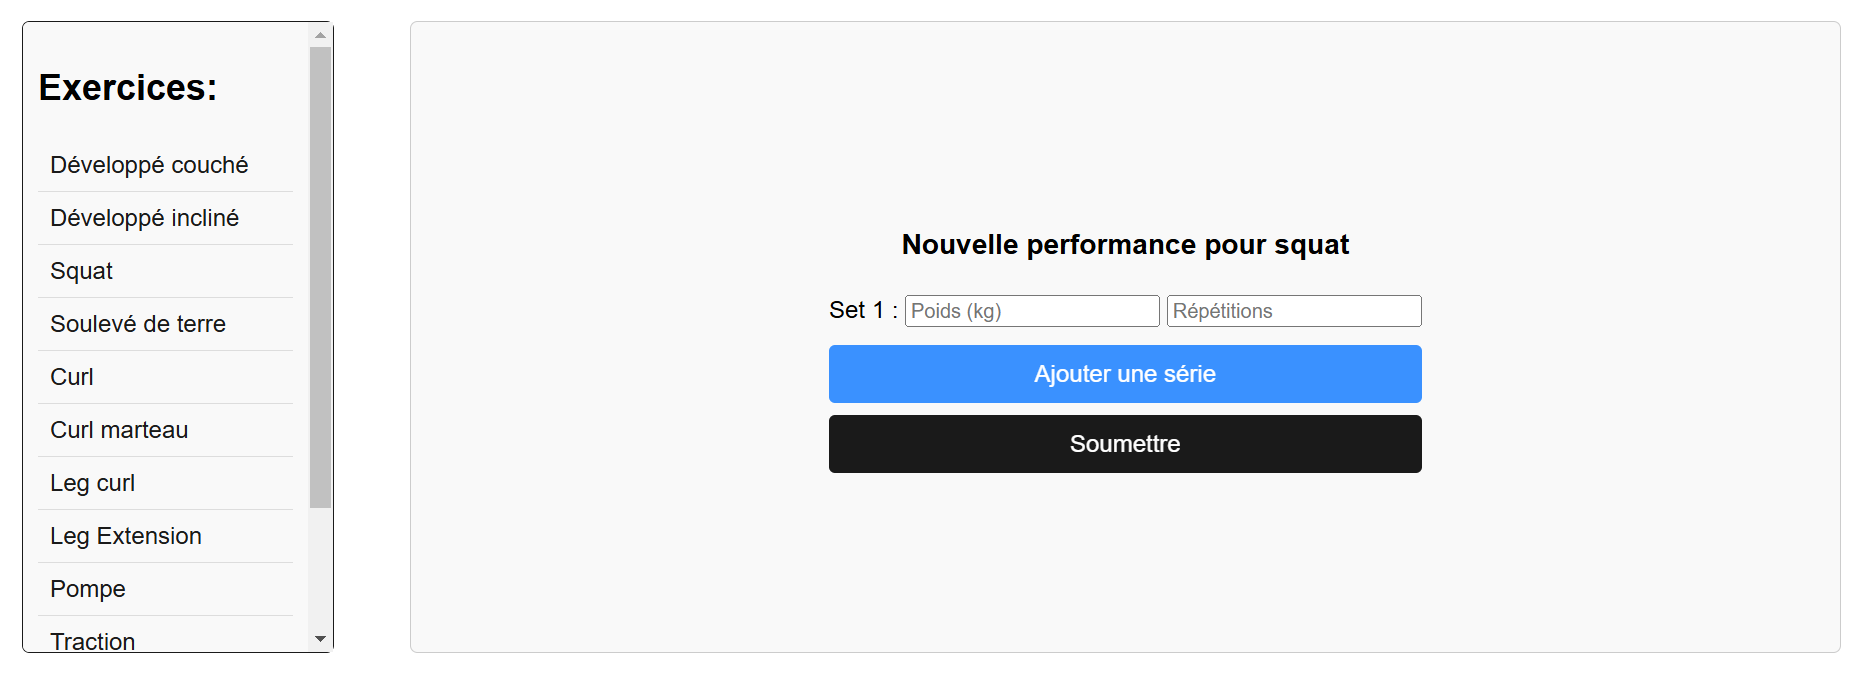 Exercices:
Développé couché
Développé incliné
Squat
Soulevé de terre
Curl
Curl marteau
Leg curl
Leg Extension
Pompe
Traction
Nouvelle performance pour squat
Set 1 : Poids (kg) Répétitions
Ajouter une série
Soumettre